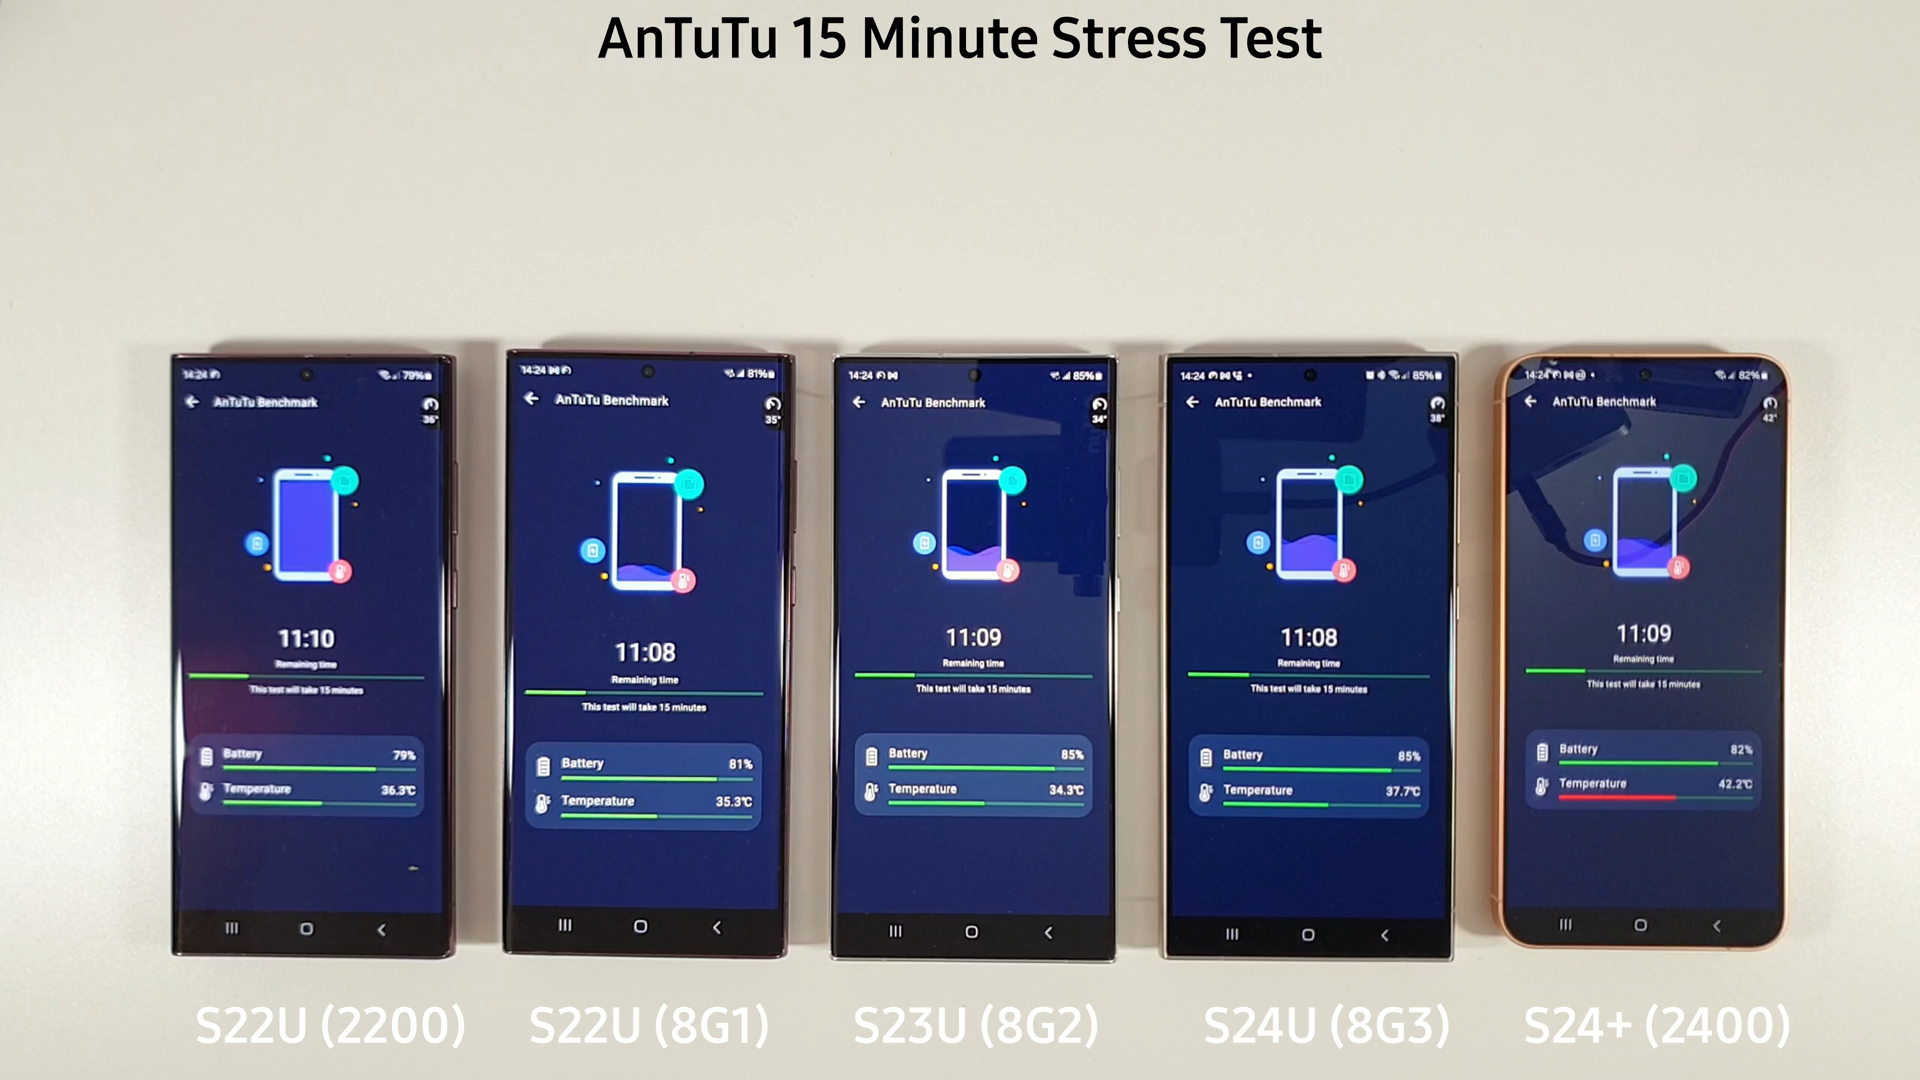 AnTuTu 15 Minute Stress Test
14:24 79%
AnTuTu Benchmark
36°
11:10
Remaining time
This test will take 15 minutes
Battery 79%
Temperature 36.3℃
14:24 81%
AnTuTu Benchmark
35°
11:08
Remaining time
This test will take 15 minutes
Battery 81%
Temperature 35.3℃
14:24 85%
AnTuTu Benchmark
34°
11:09
Remaining time
This test will take 15 minutes
Battery 85%
Temperature 34.3℃
14:24 85%
AnTuTu Benchmark
38°
11:08
Remaining time
This test will take 15 minutes
Battery 85%
Temperature 37.7℃
14:24 82%
AnTuTu Benchmark
42°
11:09
Remaining time
This test will take 15 minutes
Battery 82%
Temperature 42.2℃
S22U (2200)
S22U (8G1)
S23U (8G2)
S24U (8G3)
S24+ (2400)